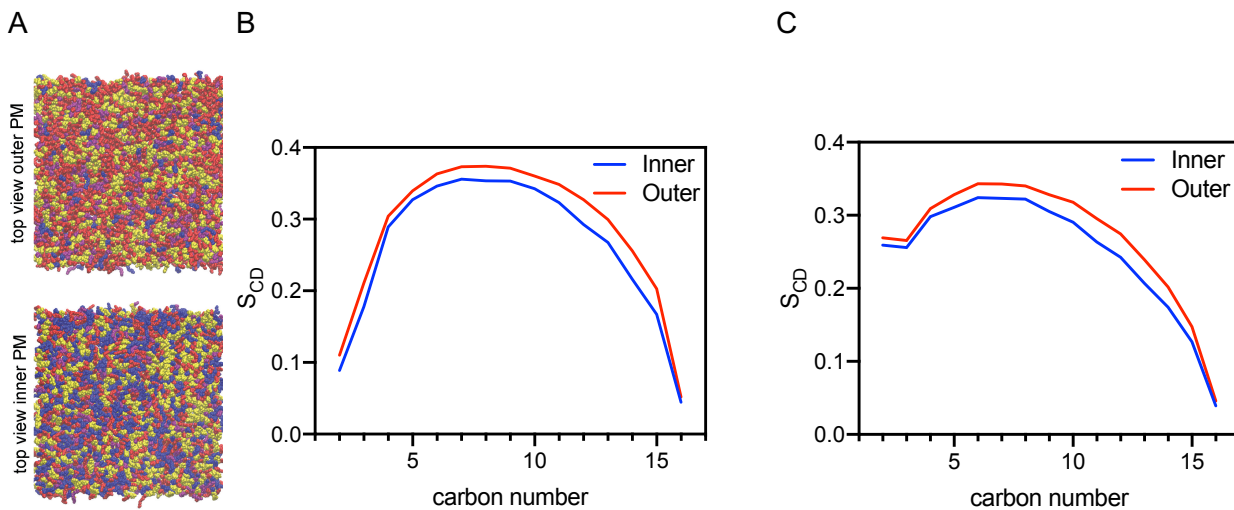 A
B
C
top view outer PM
top view inner PM
S_CD
0.4
0.3
0.2
0.1
0.0
5
10
15
carbon number
Inner
Outer
S_CD
0.4
0.3
0.2
0.1
0.0
5
10
15
carbon number
Inner
Outer